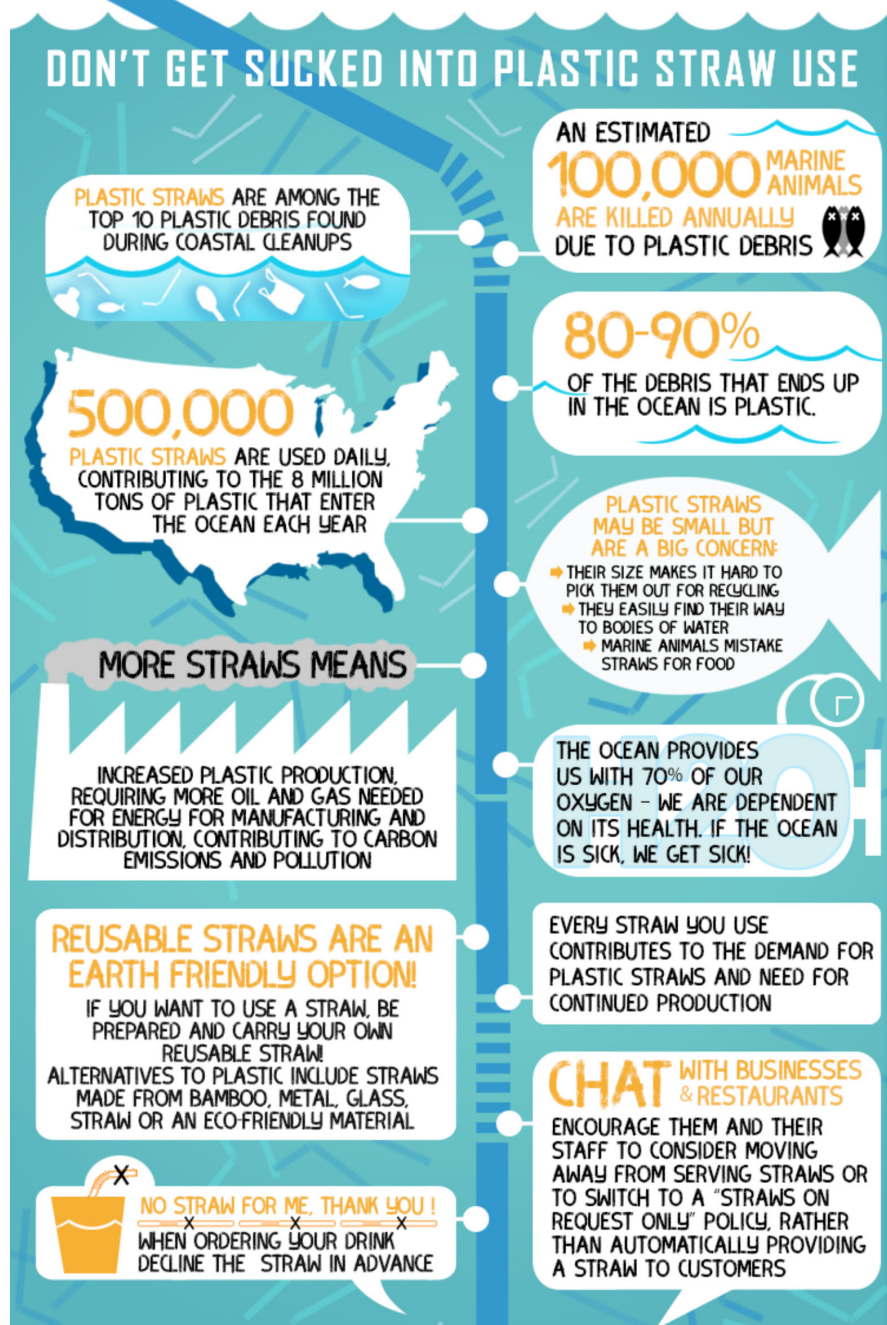 DON'T GET SUCKED INTO PLASTIC STRAW USE
PLASTIC STRAWS ARE AMONG THE
TOP 10 PLASTIC DEBRIS FOUND
DURING COASTAL CLEANUPS
AN ESTIMATED
100,000 MARINE
ANIMALS
ARE KILLED ANNUALLY
DUE TO PLASTIC DEBRIS
80-90%
OF THE DEBRIS THAT ENDS UP
IN THE OCEAN IS PLASTIC.
500,000
PLASTIC STRAWS ARE USED DAILY,
CONTRIBUTING TO THE 8 MILLION
TONS OF PLASTIC THAT ENTER
THE OCEAN EACH YEAR
PLASTIC STRAWS
MAY BE SMALL BUT
ARE A BIG CONCERN:
THEIR SIZE MAKES IT HARD TO
PICK THEM OUT FOR RECYCLING
THEY EASILY FIND THEIR WAY
TO BODIES OF WATER
MARINE ANIMALS MISTAKE
STRAWS FOR FOOD
MORE STRAWS MEANS
INCREASED PLASTIC PRODUCTION,
REQUIRING MORE OIL AND GAS NEEDED
FOR ENERGY FOR MANUFACTURING AND
DISTRIBUTION, CONTRIBUTING TO CARBON
EMISSIONS AND POLLUTION
H2O
THE OCEAN PROVIDES
US WITH 70% OF OUR
OXYGEN - WE ARE DEPENDENT
ON ITS HEALTH. IF THE OCEAN
IS SICK, WE GET SICK!
REUSABLE STRAWS ARE AN
EARTH FRIENDLY OPTION!
IF YOU WANT TO USE A STRAW, BE
PREPARED AND CARRY YOUR OWN
REUSABLE STRAW!
ALTERNATIVES TO PLASTIC INCLUDE STRAWS
MADE FROM BAMBOO, METAL, GLASS,
STRAW OR AN ECO-FRIENDLY MATERIAL
EVERY STRAW YOU USE
CONTRIBUTES TO THE DEMAND FOR
PLASTIC STRAWS AND NEED FOR
CONTINUED PRODUCTION
CHAT WITH BUSINESSES
& RESTAURANTS
ENCOURAGE THEM AND THEIR
STAFF TO CONSIDER MOVING
AWAY FROM SERVING STRAWS OR
TO SWITCH TO A "STRAWS ON
REQUEST ONLY" POLICY, RATHER
THAN AUTOMATICALLY PROVIDING
A STRAW TO CUSTOMERS
NO STRAW FOR ME, THANK YOU !
WHEN ORDERING YOUR DRINK
DECLINE THE STRAW IN ADVANCE